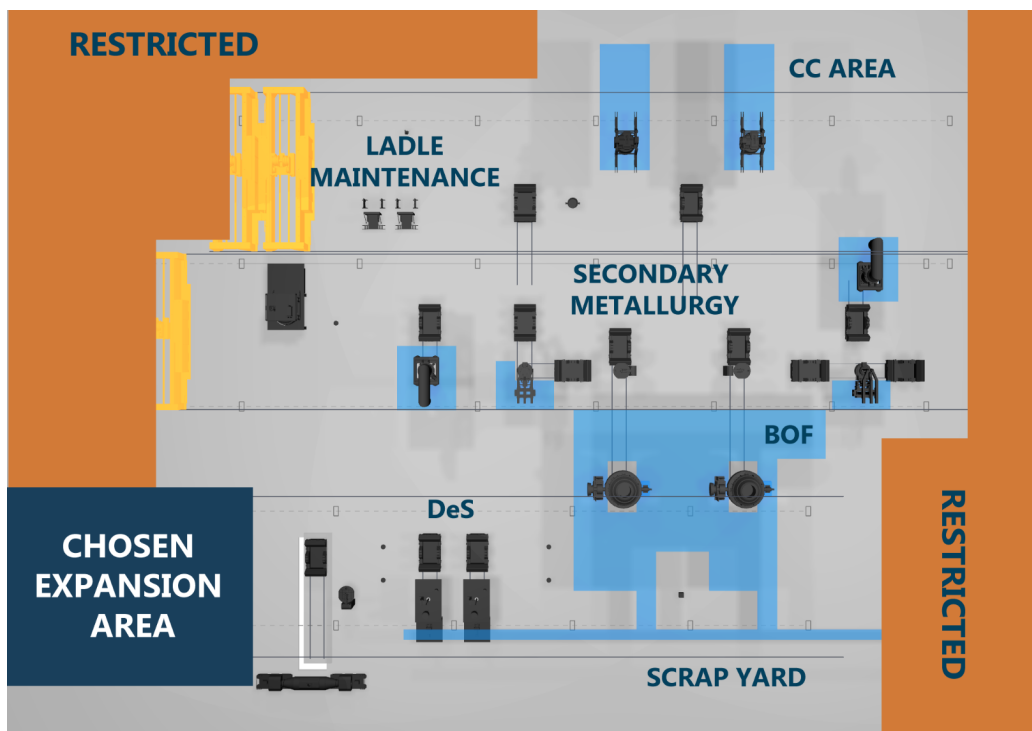 RESTRICTED
CC AREA
LADLE
MAINTENANCE
SECONDARY
METALLURGY
BOF
DeS
CHOSEN
EXPANSION
AREA
RESTRICTED
SCRAP YARD